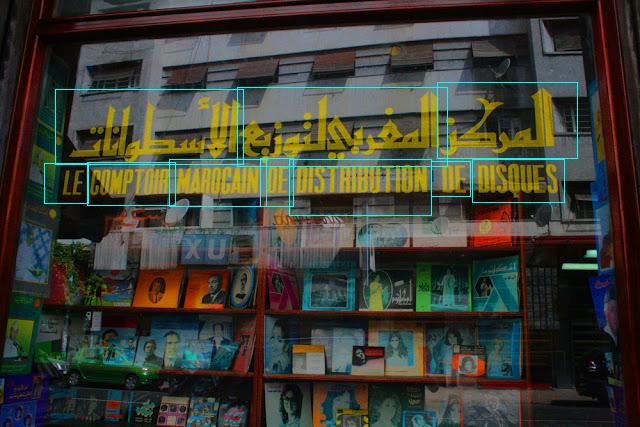 المركز المغربي لتوزيع الأسطوانات
LE COMPTOIR MAROCAIN DE DISTRIBUTION DE DISQUES